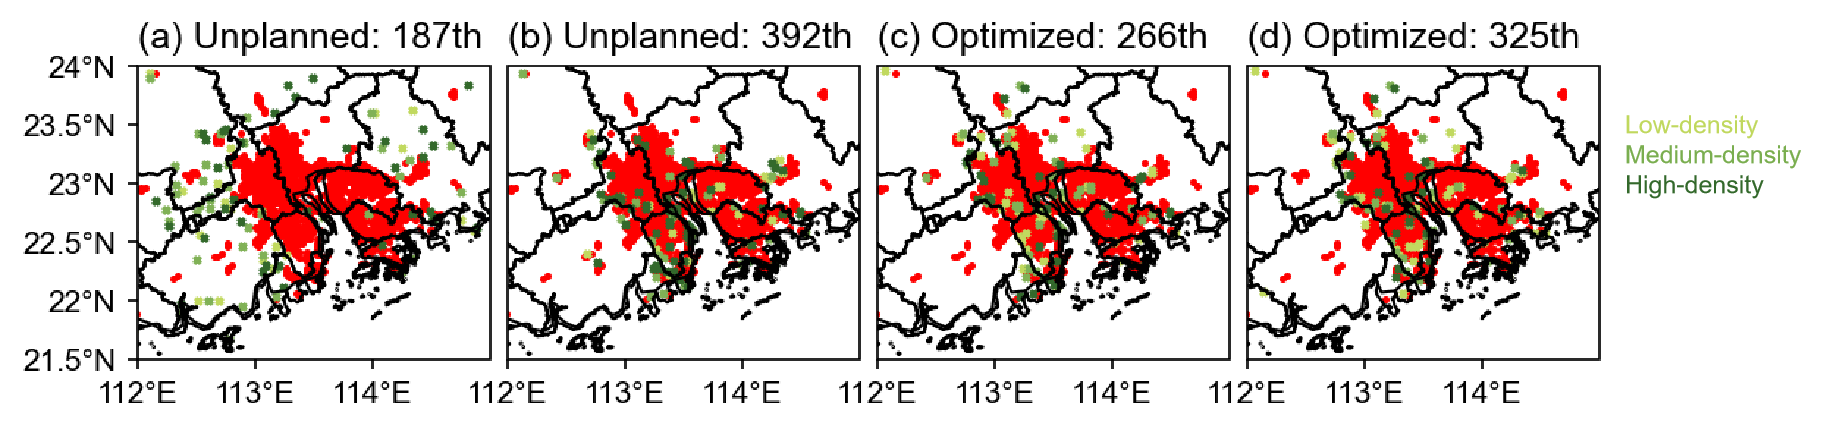 (a) Unplanned: 187th (b) Unplanned: 392th (c) Optimized: 266th (d) Optimized: 325th
24°N
23.5°N
23°N
22.5°N
22°N
21.5°N
112°E 113°E 114°E 112°E 113°E 114°E 112°E 113°E 114°E 112°E 113°E 114°E
Low-density
Medium-density
High-density